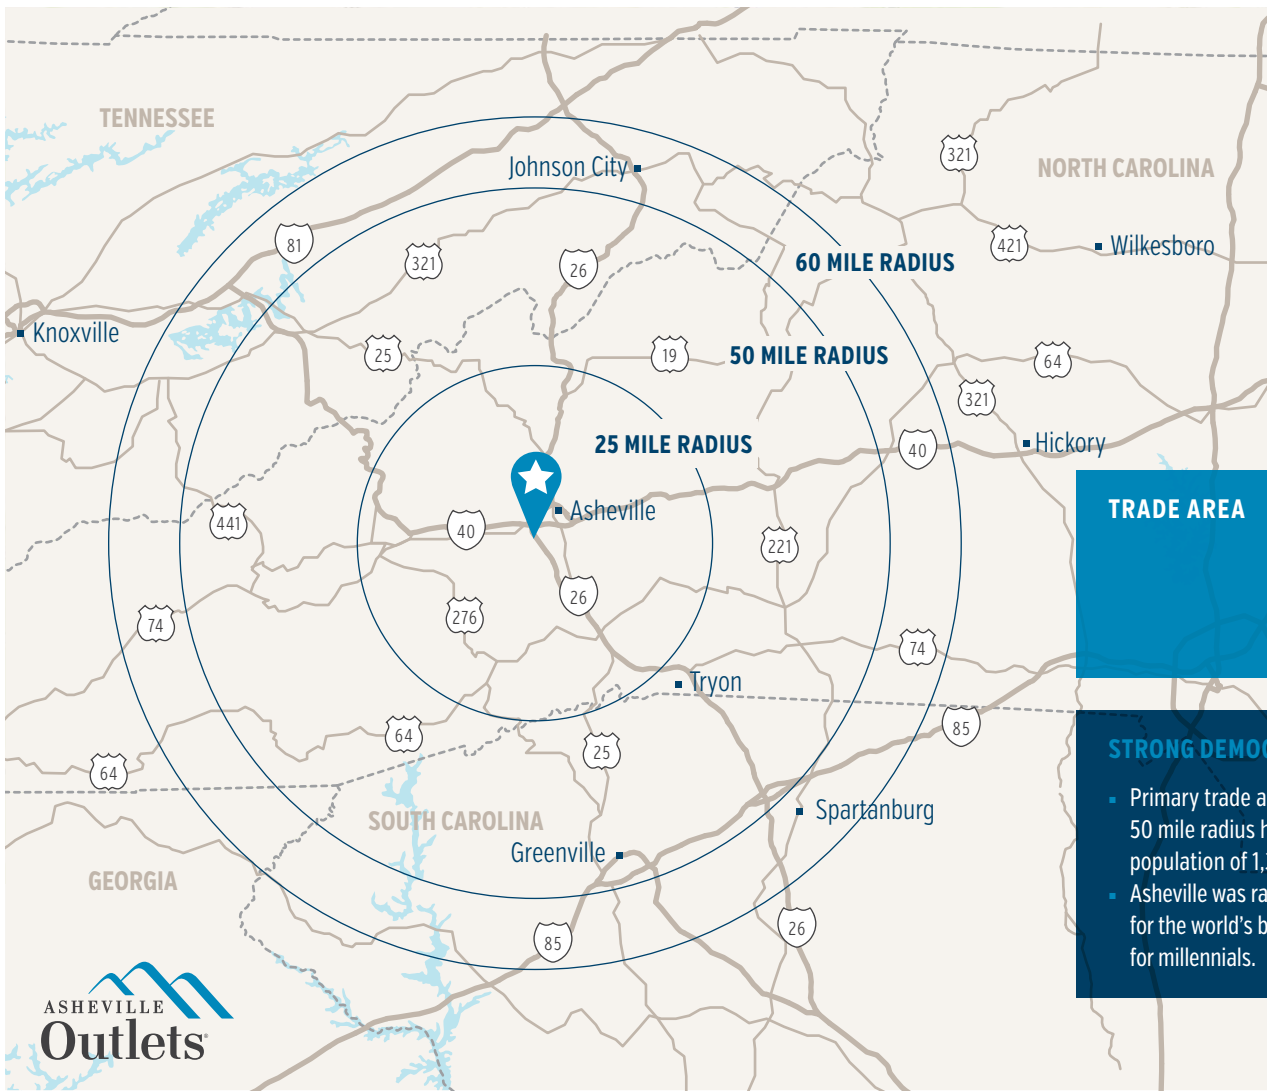 TENNESSEE
321
Johnson City
NORTH CAROLINA
81
321
26
60 MILE RADIUS
421
Wilkesboro
Knoxville
25
19
50 MILE RADIUS
64
321
25 MILE RADIUS
40
Hickory
441
40
Asheville
221
TRADE AREA
276
26
74
74
Tryon
64
25
85
64
STRONG
Primary trade
50 mile radius
population of
Asheville was
for the world's
for millennials.
SOUTH CAROLINA
Spartanburg
Greenville
GEORGIA
85
26
ASHEVILLE
Outlets